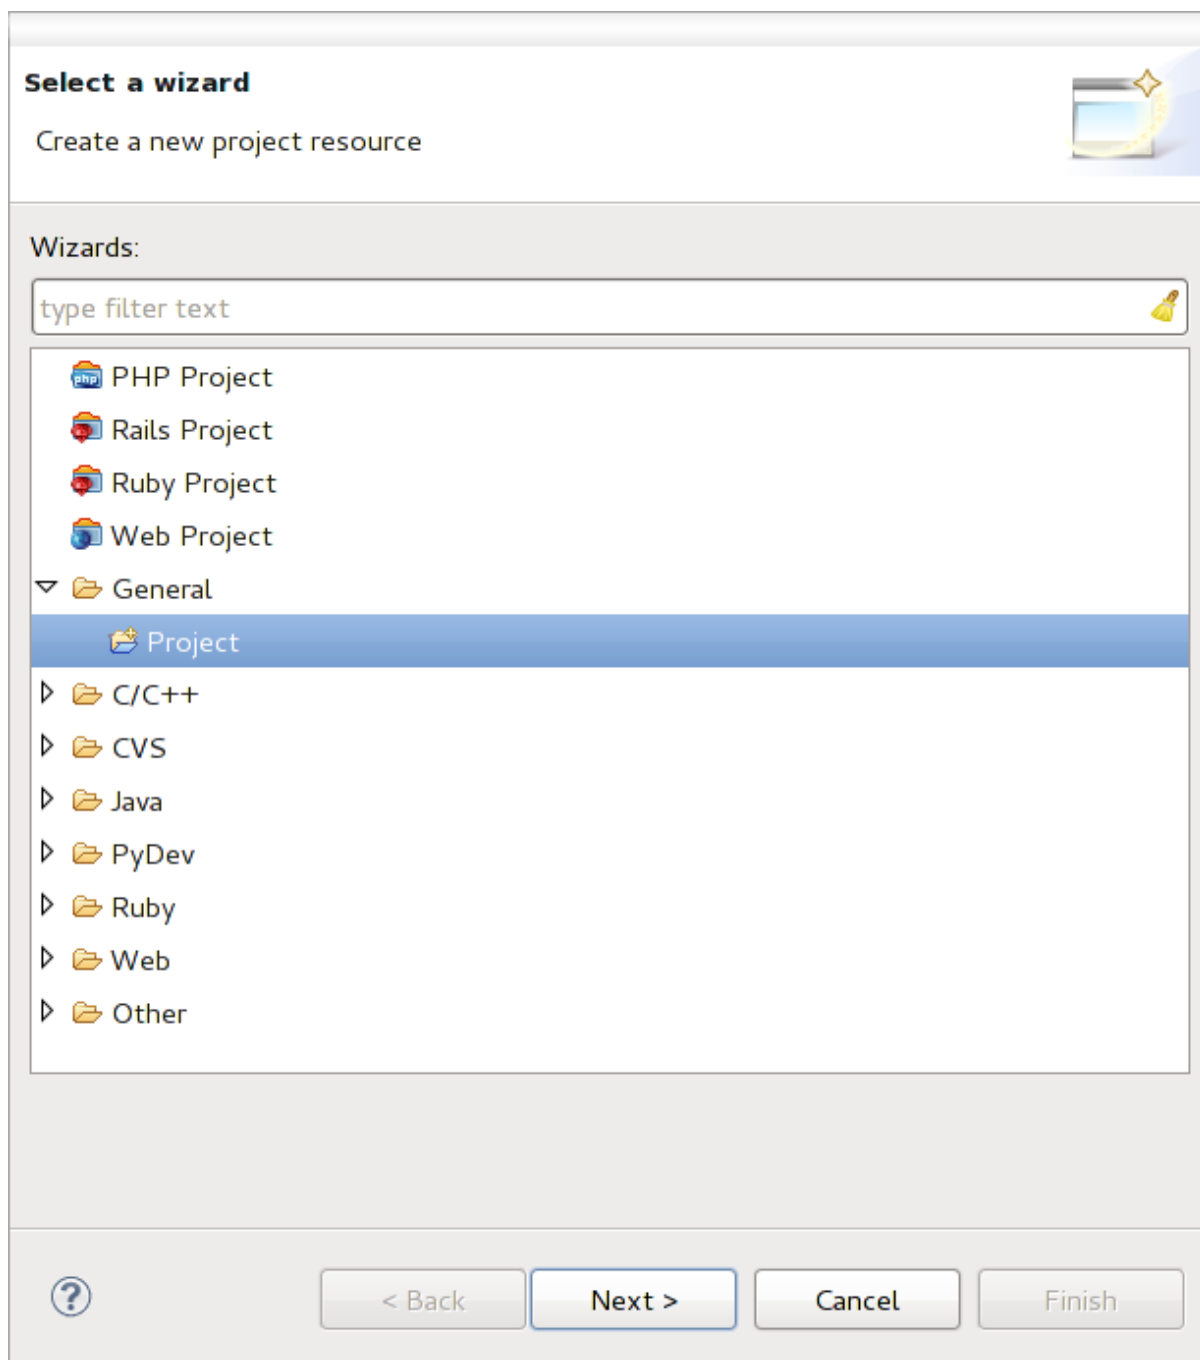 Select a wizard
Create a new project resource
Wizards:
type filter text
php PHP Project
Rails Project
Ruby Project
Web Project
General
Project
C/C++
CVS
Java
PyDev
Ruby
Web
Other
? < Back Next > Cancel Finish